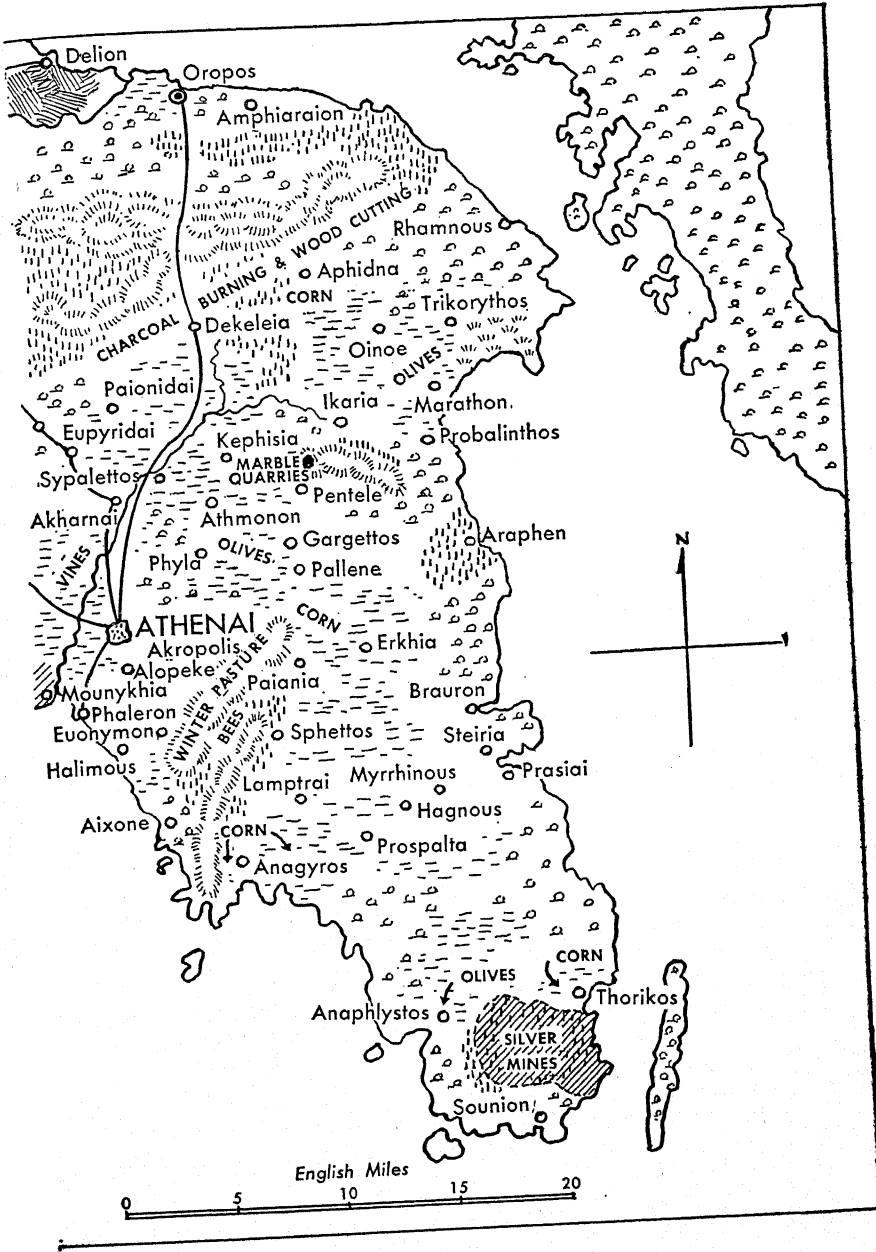 Delion
Oropos
Amphiaraion
Rhamnous
CHARCOAL BURNING & WOOD CUTTING
Aphidna
CORN
Trikorythos
Dekeleia
Oinoe
OLIVES
Paionidai
Ikaria
Marathon
Eupyridai
Kephisia
Probalinthos
MARBLE
QUARRIES
Sypalettos
Pentele
Akharnai
Athmonon
Araphen
Gargettos
OLIVES
Phyla
Pallene
VINES
N
CORN
ATHENAI
Akropolis
Erkhia
Alopeke
Paiania
Mounykhia
Brauron
WINTER PASTURE
BEES
Phaleron
Euonymon
Sphettos
Steiria
Halimous
Lamptrai
Myrrhinous
Prasiai
Hagnous
Aixone
CORN
Prospalta
Anagyros
CORN
OLIVES
Thorikos
Anaphlystos
SILVER
MINES
Sounion
English Miles
0 5 10 15 20